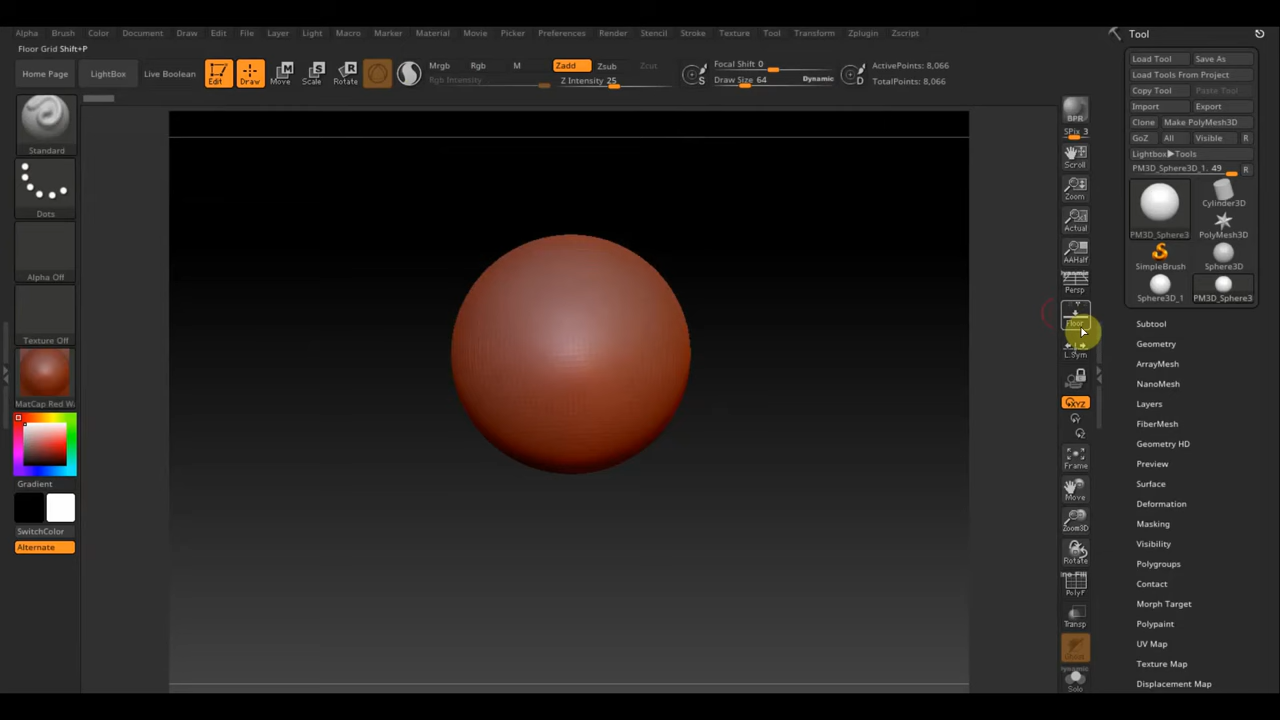 Alpha Brush Color Document Draw Edit File Layer Light Macro Marker Material Movie Picker Preferences Render Stencil Stroke Texture Tool Transform Zplugin Zscript
Tool
Floor Grid Shift+P
Home Page
LightBox
Live Boolean
Edit
Draw
Move
Scale
Rotate
Mrgb
Rgb
M
Rgb Intensity
Zadd
Zsub
Zcut
Z Intensity 25
Focal Shift 0
Draw Size 64
Dynamic
ActivePoints: 8,066
TotalPoints: 8,066
Standard
Dots
Alpha Off
Texture Off
MatCap Red W
Gradient
SwitchColor
Alternate
BPR
SPix 3
Scroll
Zoom
Actual
AAHalf
Persp
Floor
L.Sym
XYZ
Frame
Move
Zoom3D
Rotate
PolyF
Transp
Solo
Load Tool
Save As
Load Tools From Project
Copy Tool
Paste Tool
Import
Export
Clone
Make PolyMesh3D
GoZ
All
Visible
R
Lightbox▶Tools
PM3D_Sphere3D_1. 49
R
PM3D_Sphere3
Cylinder3D
PolyMesh3D
SimpleBrush
Sphere3D
Sphere3D_1
PM3D_Sphere3
Subtool
Geometry
ArrayMesh
NanoMesh
Layers
FiberMesh
Geometry HD
Preview
Surface
Deformation
Masking
Visibility
Polygroups
Contact
Morph Target
Polypaint
UV Map
Texture Map
Displacement Map